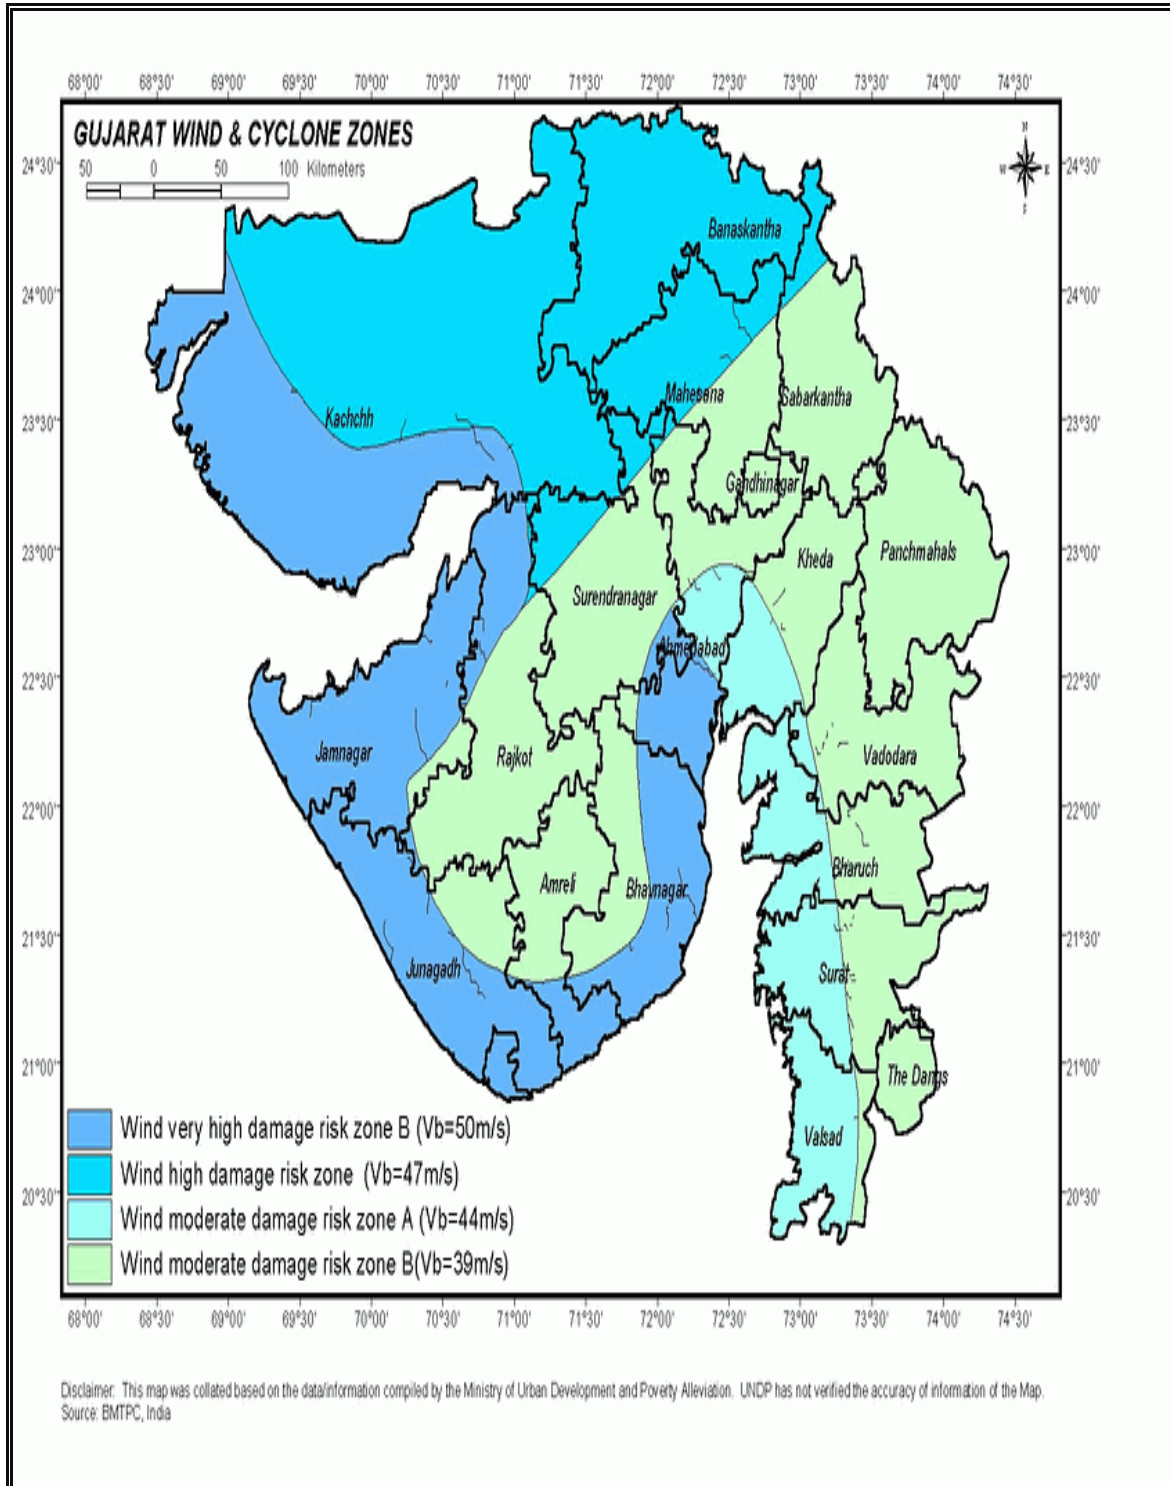 68°00' 68°30' 69°00' 69°30' 70°00' 70°30' 71°00' 71°30' 72°00' 72°30' 73°00' 73°30' 74°00' 74°30'
GUJARAT WIND & CYCLONE ZONES
50 0 50 100 Kilometers
N
W E
S
24°30' 24°30'
Banaskantha
24°00' 24°00'
Mahesana
Sabarkantha
Kachchh
23°30' 23°30'
Gandhinagar
23°00' 23°00'
Kheda
Panchmahals
Surendranagar
Ahmedabad
22°30' 22°30'
Jamnagar
Rajkot
Vadodara
22°00' 22°00'
Bharuch
Amreli
Bhavnagar
21°30' 21°30'
Junagadh
Surat
21°00' 21°00'
The Dangs
Wind very high damage risk zone B (Vb=50m/s)
Valsad
Wind high damage risk zone (Vb=47m/s)
20°30' 20°30'
Wind moderate damage risk zone A (Vb=44m/s)
Wind moderate damage risk zone B(Vb=39m/s)
68°00' 68°30' 69°00' 69°30' 70°00' 70°30' 71°00' 71°30' 72°00' 72°30' 73°00' 73°30' 74°00' 74°30'
Disclaimer: This map was collated based on the data/information compiled by the Ministry of Urban Development and Poverty Alleviation. UNDP has not verified the accuracy of information of the Map.
Source: BMTPC, India